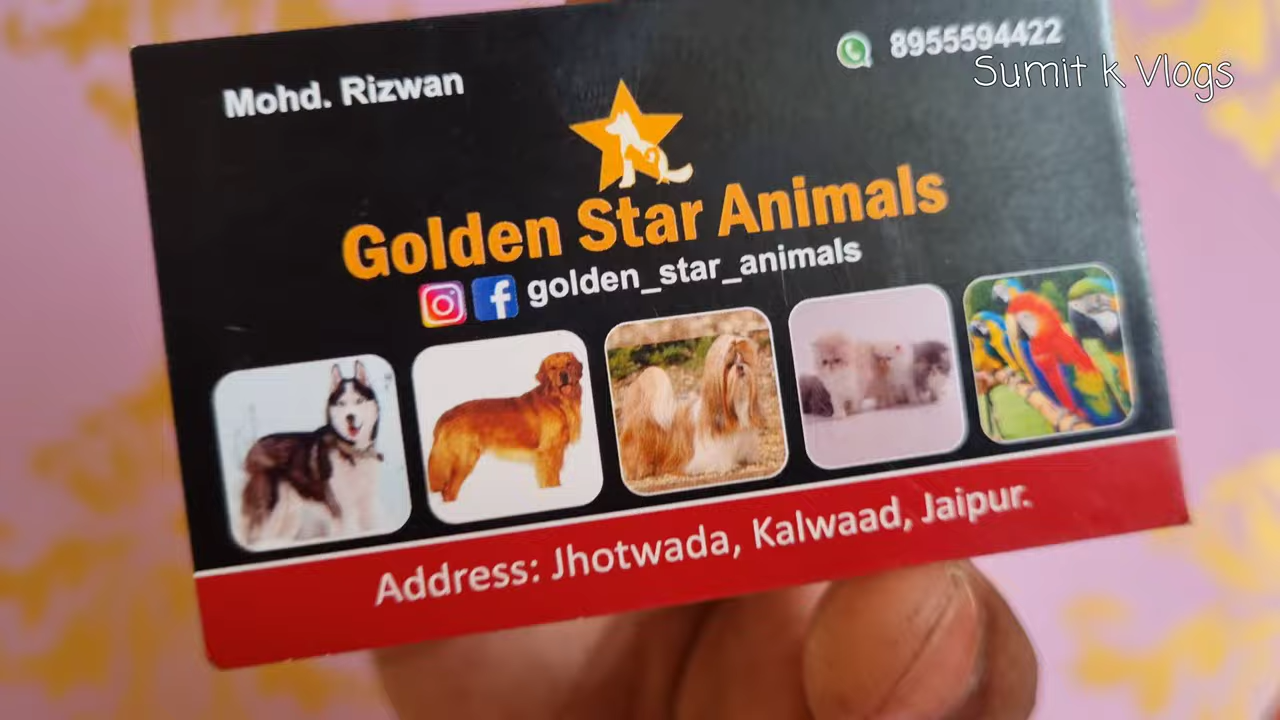 Mohd. Rizwan
8955594422
Sumit k Vlogs
Golden Star Animals
golden_star_animals
Address: Jhotwada, Kalwaad, Jaipur.